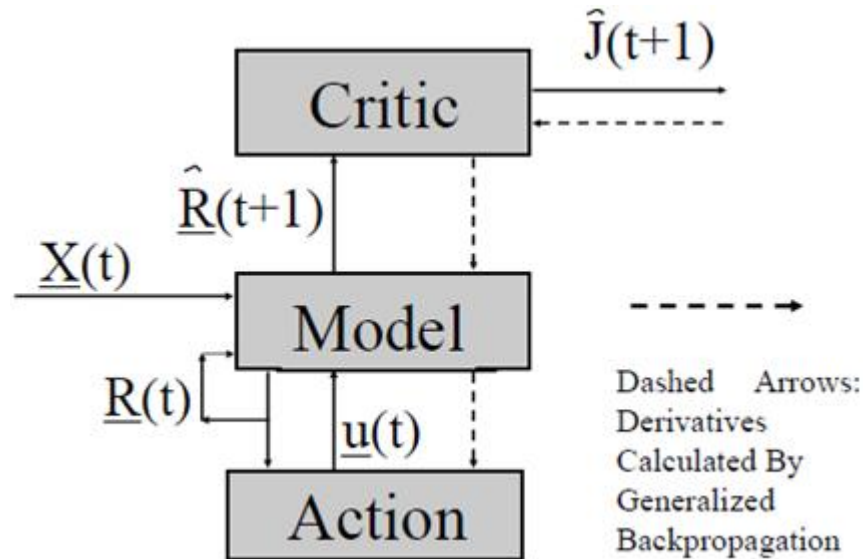 Ĵ(t+1)
Critic
R̲̂(t+1)
X̲(t)
Model
R̲(t)
u̲(t)
Action
Dashed Arrows:
Derivatives
Calculated By
Generalized
Backpropagation